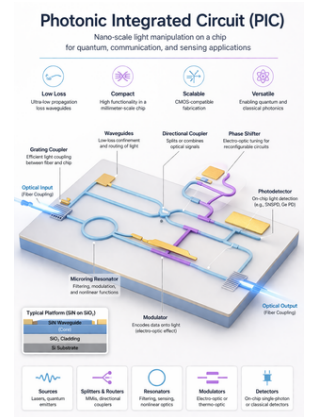 Photonic Integrated Circuit (PIC)
Nano-scale light manipulation on a chip
for quantum, communication, and sensing applications
Low Loss
Ultra-low propagation
loss waveguides
Compact
High functionality in a
millimeter-scale chip
Scalable
CMOS-compatible
fabrication
Versatile
Enabling quantum and
classical photonics
Waveguides
Low-loss confinement
and routing of light
Directional Coupler
Splits or combines
optical signals
Phase Shifter
Electro-optic tuning for
reconfigurable circuits
Grating Coupler
Efficient light coupling
between fiber and chip
Optical Input
(Fiber Coupling)
Photodetector
On-chip light detection
(e.g., SNSPD, Ge PD)
Microring Resonator
Filtering, modulation,
and nonlinear functions
Modulator
Encodes data onto light
(electro-optic effect)
Optical Output
(Fiber Coupling)
Typical Platform (SiN on SiO₂)
SiN Waveguide
(Core)
SiO₂ Cladding
Si Substrate
Sources
Lasers, quantum
emitters
Splitters & Routers
MMIs, directional
couplers
Resonators
Filtering, sensing,
nonlinear optics
Modulators
Electro-optic or
thermo-optic
Detectors
On-chip single-photon
or classical detectors